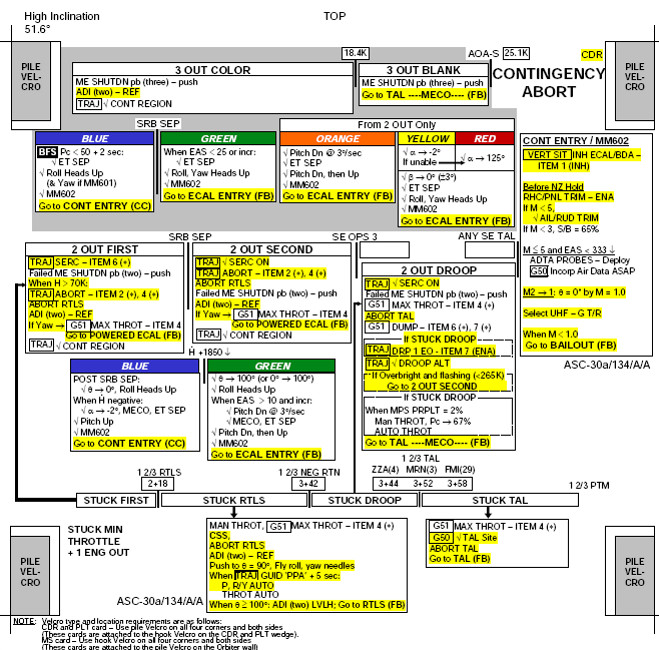 High Inclination
TOP
51.6°
18.4K
AOA-S
25.1K
CDR
PILE
VEL-
CRO
PILE
VEL-
CRO
CONTINGENCY
ABORT
3 OUT COLOR
ME SHUTDN pb (three) – push
ADI (two) – REF
TRAJ √ CONT REGION
3 OUT BLANK
ME SHUTDN pb (three) – push
Go to TAL ----MECO---- (FB)
SRB SEP
From 2 OUT Only
BLUE
BFS Pc < 50 + 2 sec:
√ ET SEP
√ Roll Heads Up
(& Yaw if MM601)
√ MM602
Go to CONT ENTRY (CC)
GREEN
When EAS < 25 or incr:
√ ET SEP
√ Roll, Yaw Heads Up
√ MM602
Go to ECAL ENTRY (FB)
ORANGE
√ Pitch Dn @ 3°/sec
√ ET SEP
√ Pitch Dn, then Up
√ MM602
Go to ECAL ENTRY (FB)
YELLOW
RED
√ α → -2°
If unable
√ α → 125°
√ β → 0° (±3°)
√ ET SEP
√ Roll, Yaw Heads Up
√ MM602
Go to ECAL ENTRY (FB)
CONT ENTRY / MM602
VERT SIT INH ECAL/BDA –
ITEM 1 (INH)
Before NZ Hold
RHC/PNL TRIM – ENA
If M < 5,
√ AIL/RUD TRIM
If M < 3, S/B = 65%
M ≤ 5 and EAS < 333 ↓
ADTA PROBES – Deploy
G50 Incorp Air Data ASAP
M2 → 1: θ = 0° by M = 1.0
Select UHF – G T/R
When M < 1.0
Go to BAILOUT (FB)
ASC-30a/134/A/A
SRB SEP
SE OPS 3
ANY SE TAL
2 OUT FIRST
TRAJ SERC – ITEM 6 (+)
Failed ME SHUTDN pb (two) – push
When H > 70K:
TRAJ ABORT – ITEM 2 (+), 4 (+)
ABORT RTLS
ADI (two) – REF
If Yaw → G51 MAX THROT – ITEM 4
Go to POWERED ECAL (FB)
TRAJ √ CONT REGION
2 OUT SECOND
TRAJ √ SERC ON
TRAJ ABORT – ITEM 2 (+), 4 (+)
ABORT RTLS
Failed ME SHUTDN pb (two) – push
ADI (two) – REF
If Yaw → G51 MAX THROT – ITEM 4
Go to POWERED ECAL (FB)
TRAJ √ CONT REGION
2 OUT DROOP
TRAJ √ SERC ON
Failed ME SHUTDN pb (two) – push
G51 MAX THROT – ITEM 4 (+)
ABORT TAL
G51 DUMP – ITEM 6 (+), 7 (+)
If STUCK DROOP
TRAJ DRP 1 EO - ITEM 7 (ENA)
TRAJ √ DROOP ALT
If Overbright and flashing (<265K)
Go to 2 OUT SECOND
If STUCK DROOP
When MPS PRPLT = 2%
Man THROT, Pc → 67%
AUTO THROT
Go to TAL ----MECO---- (FB)
Ḣ +1850 ↓
BLUE
POST SRB SEP:
√ θ → 0°, Roll Heads Up
When Ḣ negative:
√ α → -2°, MECO, ET SEP
√ Pitch Up
√ MM602
Go to CONT ENTRY (CC)
GREEN
√ θ → 100° (or 0° → 100°)
√ Roll Heads Up
When EAS > 10 and incr:
√ Pitch Dn @ 3°/sec
√ MECO, ET SEP
√ Pitch Dn, then Up
√ MM602
Go to ECAL ENTRY (FB)
1 2/3 RTLS
2+18
1 2/3 NEG RTN
3+42
1 2/3 TAL
ZZA(4) MRN(3) FMI(29)
3+44 3+52 3+58
1 2/3 PTM
STUCK FIRST
STUCK RTLS
STUCK DROOP
STUCK TAL
STUCK MIN
THROTTLE
+ 1 ENG OUT
MAN THROT, G51 MAX THROT – ITEM 4 (+)
CSS,
ABORT RTLS
ADI (two) – REF
Push to θ = 90°, Fly roll, yaw needles
When TRAJ GUID 'PPA' + 5 sec:
P, R/Y AUTO
THROT AUTO
When θ ≥ 100°: ADI (two) LVLH; Go to RTLS (FB)
G51 MAX THROT – ITEM 4 (+)
G50 √ TAL Site
ABORT TAL
Go to TAL (FB)
PILE
VEL-
CRO
PILE
VEL-
CRO
ASC-30a/134/A/A
NOTE: Velcro type and location requirements are as follows:
CDR and PLT card – Use pile Velcro on all four corners and both sides
(These cards are attached to the hook Velcro on the CDR and PLT wedge).
MS card – Use hook Velcro on all four corners and both sides
(These cards are attached to the pile Velcro on the Orbiter wall)